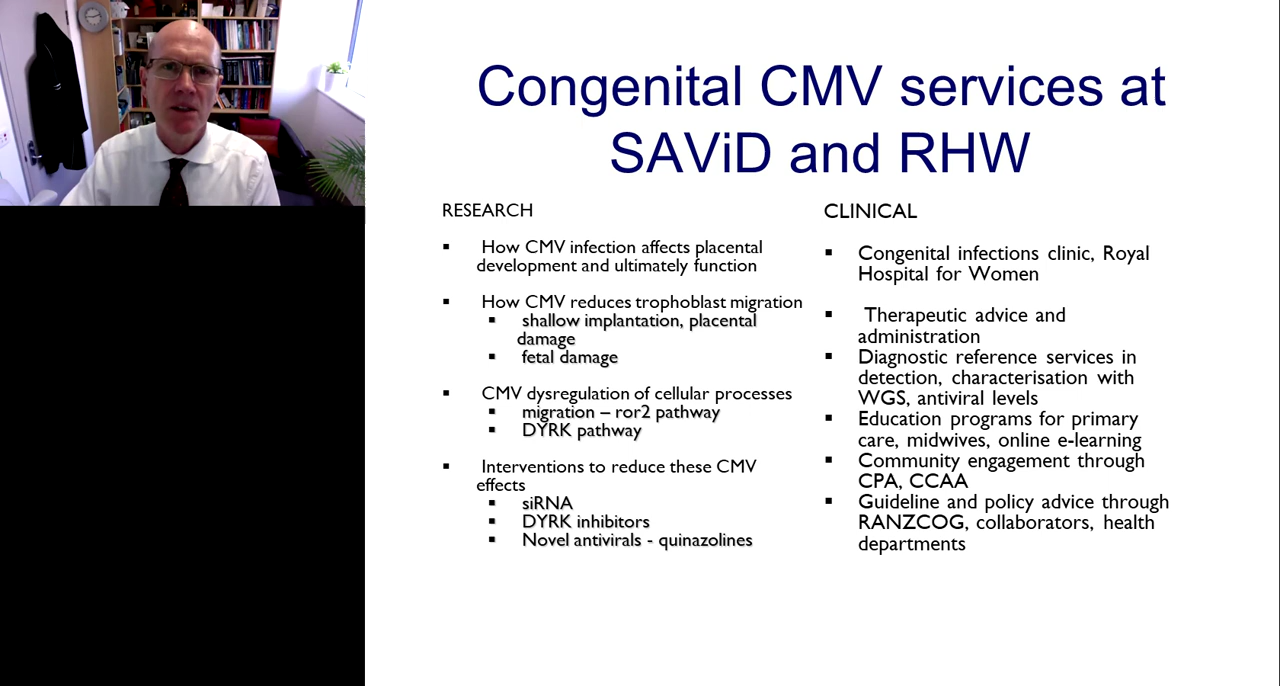 Congenital CMV services at
SAViD and RHW
RESEARCH
▪ How CMV infection affects placental
development and ultimately function
▪ How CMV reduces trophoblast migration
▪ shallow implantation, placental
damage
▪ fetal damage
▪ CMV dysregulation of cellular processes
▪ migration – ror2 pathway
▪ DYRK pathway
▪ Interventions to reduce these CMV
effects
▪ siRNA
▪ DYRK inhibitors
▪ Novel antivirals - quinazolines
CLINICAL
▪ Congenital infections clinic, Royal
Hospital for Women
▪ Therapeutic advice and
administration
▪ Diagnostic reference services in
detection, characterisation with
WGS, antiviral levels
▪ Education programs for primary
care, midwives, online e-learning
▪ Community engagement through
CPA, CCAA
▪ Guideline and policy advice through
RANZCOG, collaborators, health
departments